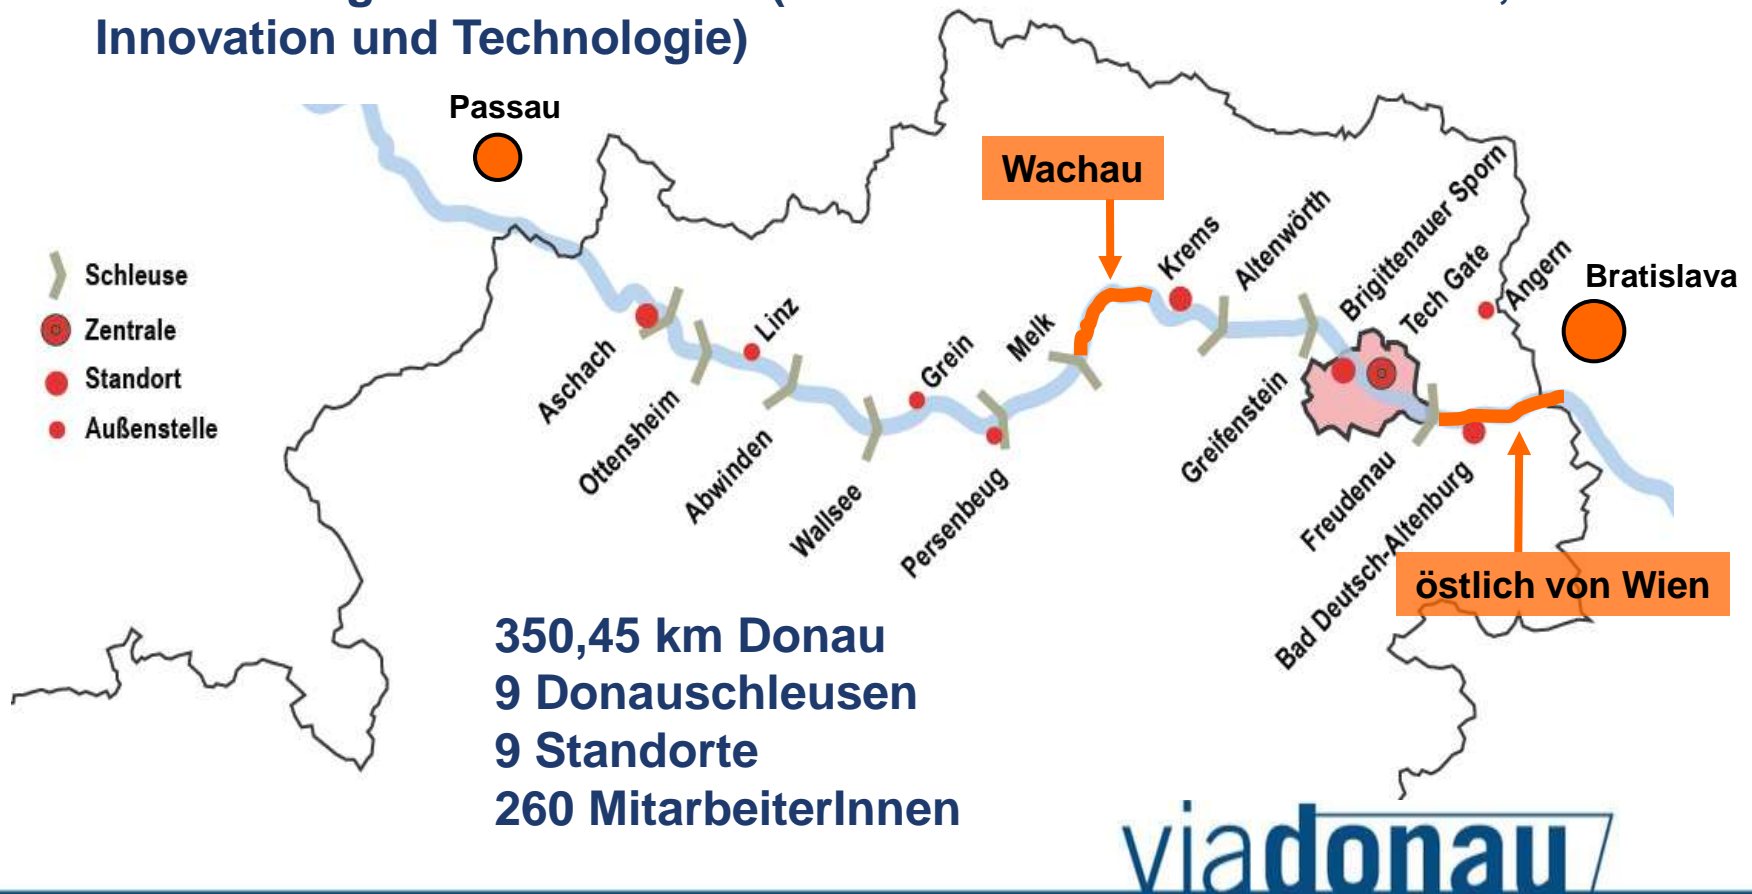 Innovation und Technologie)
Passau
Wachau
Schleuse
Zentrale
Standort
Außenstelle
Aschach
Ottensheim
Linz
Abwinden
Wallsee
Grein
Persenbeug
Melk
Krems
Altenwörth
Greifenstein
Brigittenauer Sporn
Tech Gate
Angern
Bratislava
Freudenau
Bad Deutsch-Altenburg
östlich von Wien
350,45 km Donau
9 Donauschleusen
9 Standorte
260 MitarbeiterInnen
viadonau